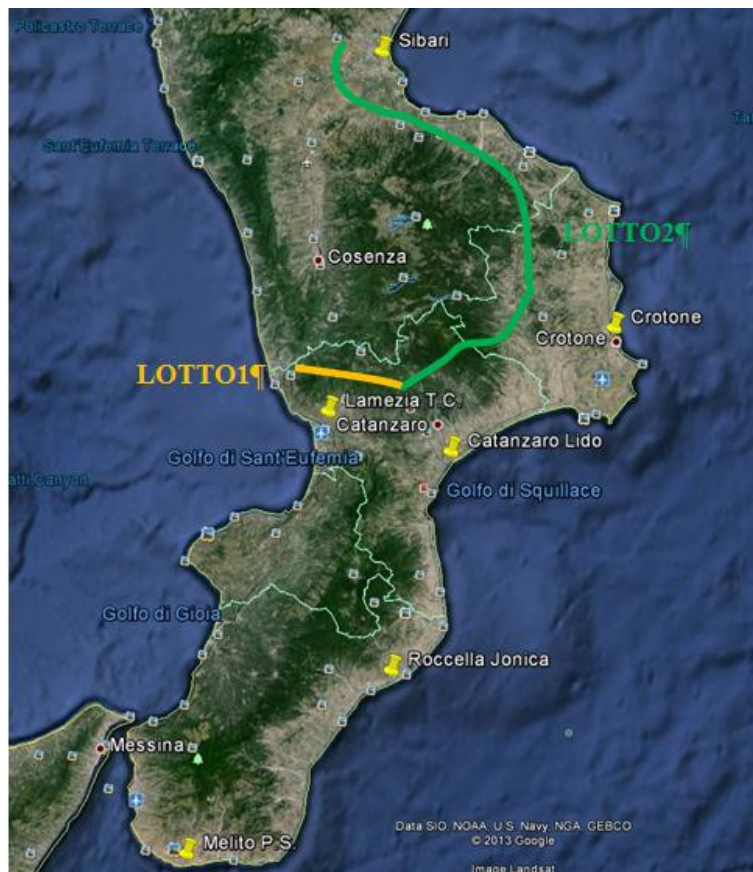 Policastro Terrace
Sibari
Sant'Eufemia Terrace
LOTTO2¶
Cosenza
Crotone
Crotone
LOTTO1¶
Lamezia T.C.
Catanzaro
Catanzaro Lido
Golfo di Sant'Eufemia
Golfo di Squillace
Canyon
Golfo di Gioia
Roccella Jonica
Messina
Melito P.S.
Data SIO, NOAA, U.S. Navy, NGA, GEBCO
© 2013 Google
Image Landsat